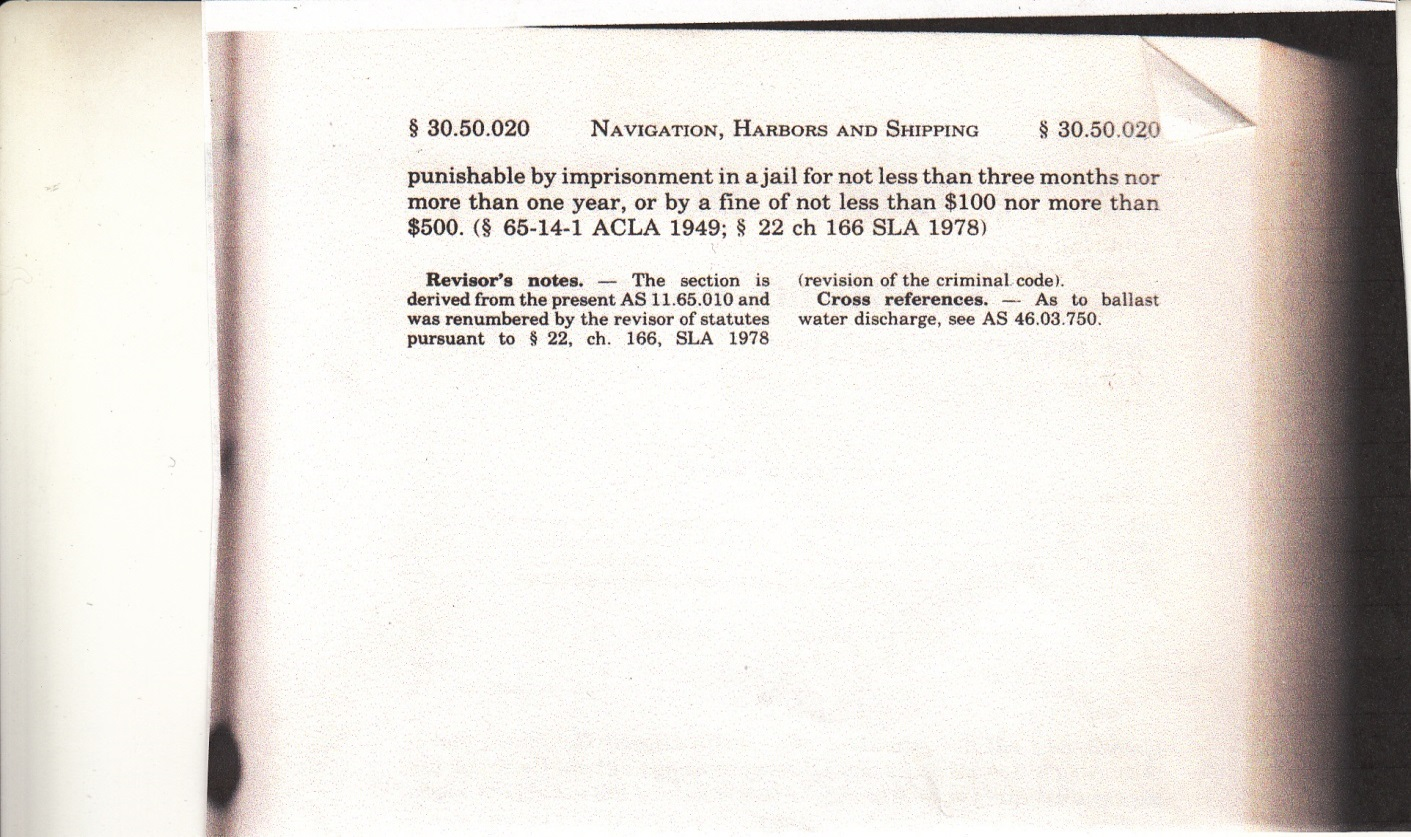 § 30.50.020 NAVIGATION, HARBORS AND SHIPPING § 30.50.020
punishable by imprisonment in a jail for not less than three months nor
more than one year, or by a fine of not less than $100 nor more than
$500. (§ 65-14-1 ACLA 1949; § 22 ch 166 SLA 1978)
Revisor's notes. — The section is
derived from the present AS 11.65.010 and
was renumbered by the revisor of statutes
pursuant to § 22, ch. 166, SLA 1978
(revision of the criminal code).
Cross references. — As to ballast
water discharge, see AS 46.03.750.